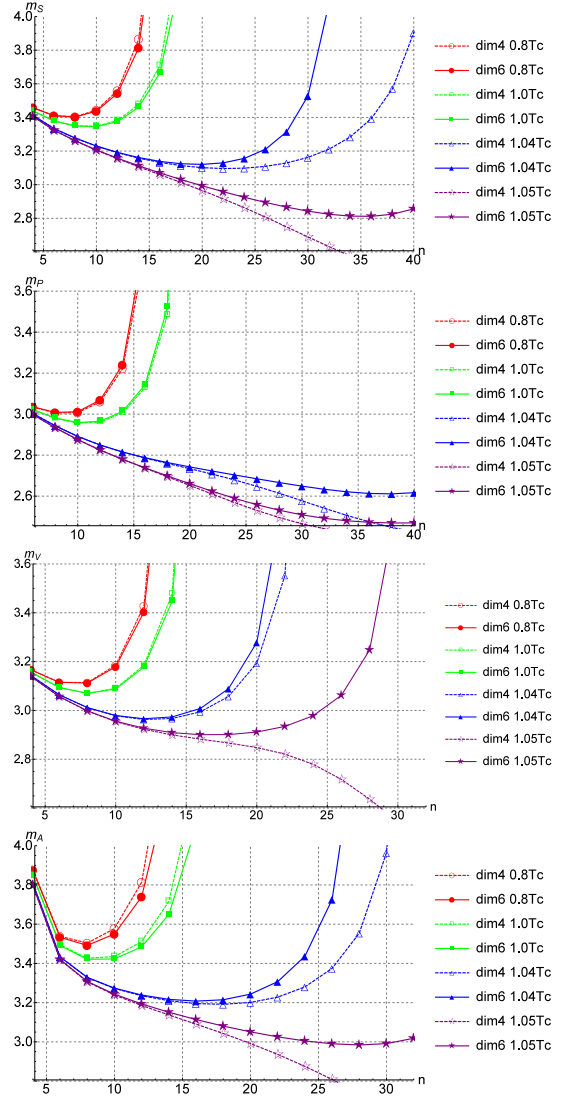 m_S
4.0
3.8
3.6
3.4
3.2
3.0
2.8
5 10 15 20 25 30 35 40 n
dim4 0.8Tc
dim6 0.8Tc
dim4 1.0Tc
dim6 1.0Tc
dim4 1.04Tc
dim6 1.04Tc
dim4 1.05Tc
dim6 1.05Tc
m_P
3.6
3.4
3.2
3.0
2.8
2.6
10 15 20 25 30 35 40 n
dim4 0.8Tc
dim6 0.8Tc
dim4 1.0Tc
dim6 1.0Tc
dim4 1.04Tc
dim6 1.04Tc
dim4 1.05Tc
dim6 1.05Tc
m_V
3.6
3.4
3.2
3.0
2.8
5 10 15 20 25 30 n
dim4 0.8Tc
dim6 0.8Tc
dim4 1.0Tc
dim6 1.0Tc
dim4 1.04Tc
dim6 1.04Tc
dim4 1.05Tc
dim6 1.05Tc
m_A
4.0
3.8
3.6
3.4
3.2
3.0
5 10 15 20 25 30 n
dim4 0.8Tc
dim6 0.8Tc
dim4 1.0Tc
dim6 1.0Tc
dim4 1.04Tc
dim6 1.04Tc
dim4 1.05Tc
dim6 1.05Tc